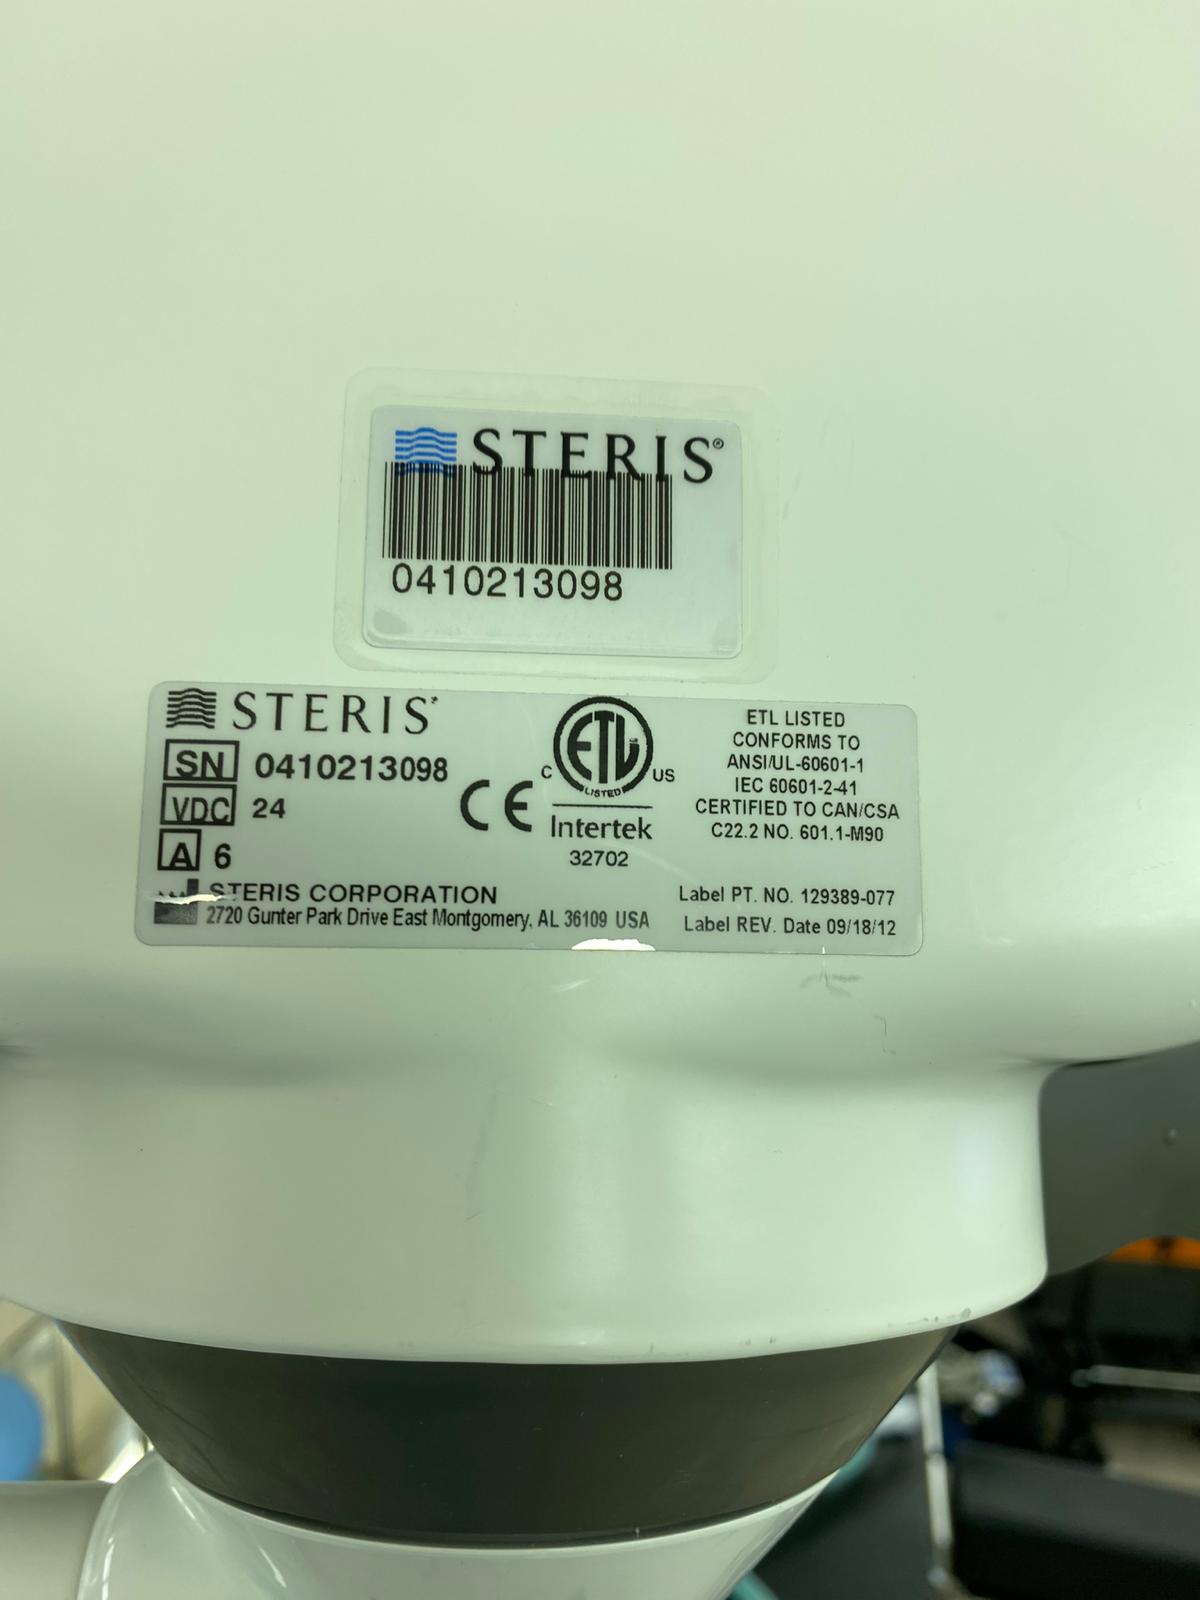 STERIS®
0410213098
STERIS®
SN 0410213098
VDC 24
A 6
CE
C ETL US
LISTED
Intertek
32702
STERIS CORPORATION
2720 Gunter Park Drive East Montgomery, AL 36109 USA
ETL LISTED
CONFORMS TO
ANSI/UL-60601-1
IEC 60601-2-41
CERTIFIED TO CAN/CSA
C22.2 NO. 601.1-M90
Label PT. NO. 129389-077
Label REV. Date 09/18/12